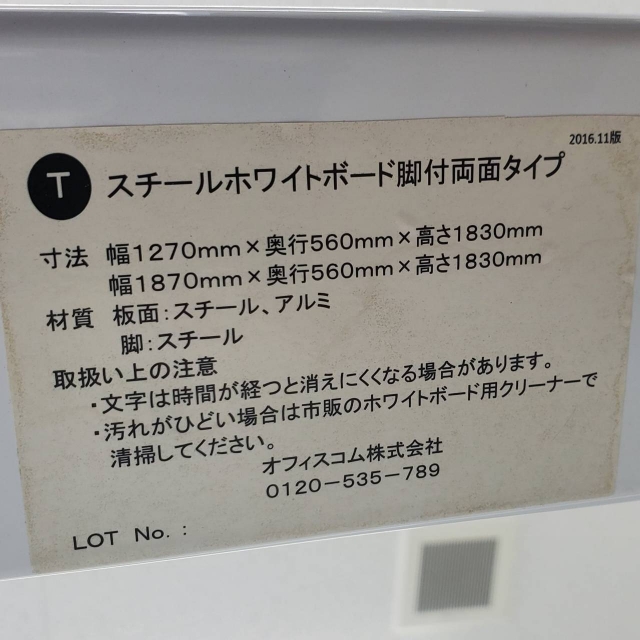 2016.11版
T スチールホワイトボード脚付両面タイプ
寸法 幅1270mm×奥行560mm×高さ1830mm
幅1870mm×奥行560mm×高さ1830mm
材質 板面：スチール、アルミ
脚：スチール
取扱い上の注意
・文字は時間が経つと消えにくくなる場合があります。
・汚れがひどい場合は市販のホワイトボード用クリーナーで
清掃してください。
オフィスコム株式会社
0120-535-789
LOT No.：